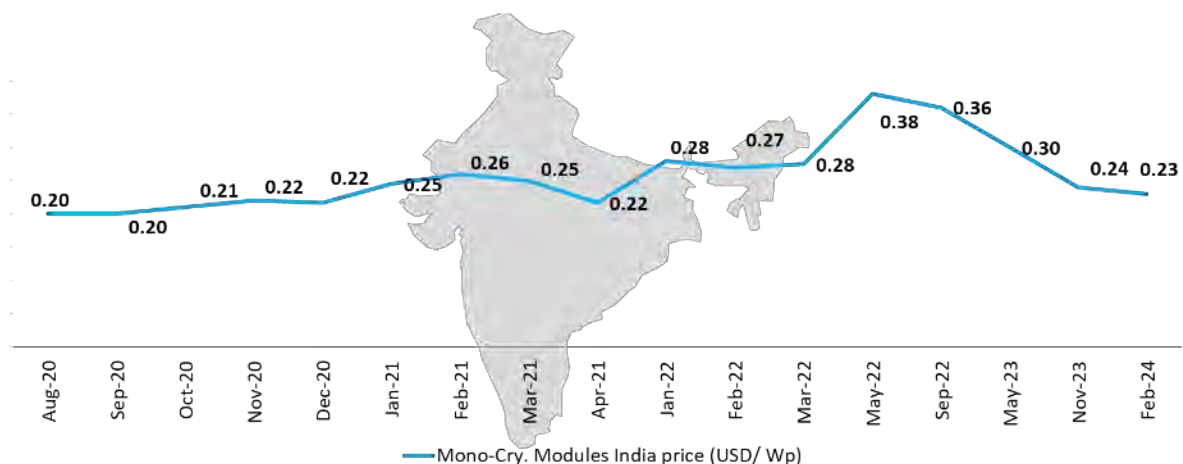 0.20
0.20
0.21
0.22
0.22
0.25
0.26
0.25
0.22
0.28
0.27
0.28
0.38
0.36
0.30
0.24
0.23
Aug-20
Sep-20
Oct-20
Nov-20
Dec-20
Jan-21
Feb-21
Mar-21
Apr-21
Jan-22
Feb-22
Mar-22
May-22
Sep-22
May-23
Nov-23
Feb-24
Mono-Cry. Modules India price (USD/ Wp)